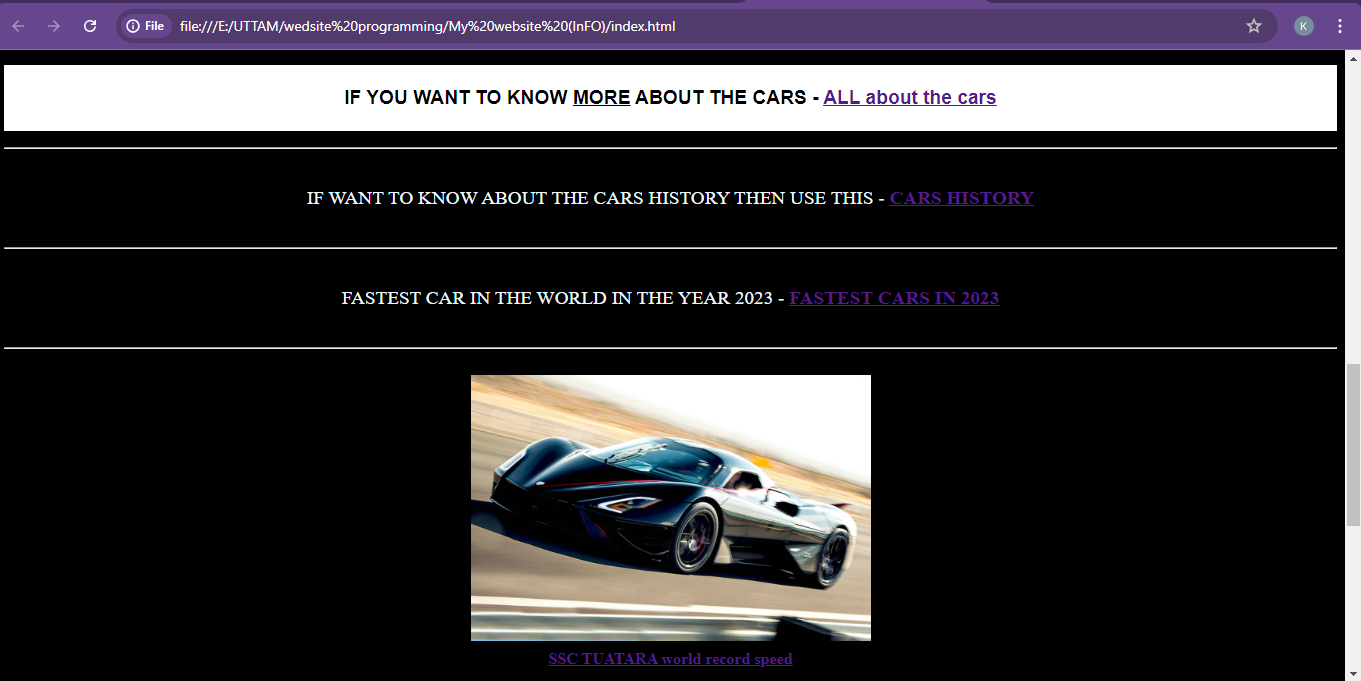 File file:///E:/UTTAM/wedsite%20programming/My%20website%20(InFO)/index.html K
IF YOU WANT TO KNOW MORE ABOUT THE CARS - ALL about the cars
IF WANT TO KNOW ABOUT THE CARS HISTORY THEN USE THIS - CARS HISTORY
FASTEST CAR IN THE WORLD IN THE YEAR 2023 - FASTEST CARS IN 2023
SSC TUATARA world record speed